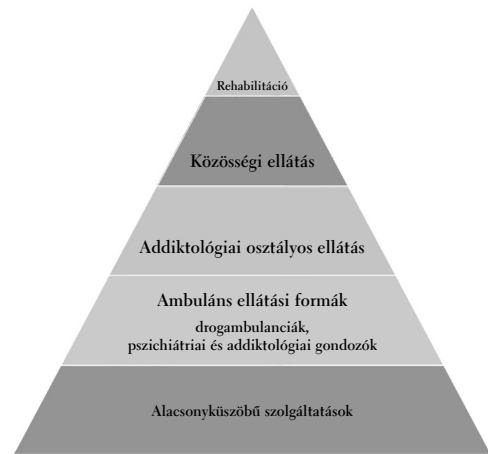 Rehabilitáció
Közösségi ellátás
Addiktológiai osztályos ellátás
Ambuláns ellátási formák
drogambulanciák,
pszichiátriai és addiktológiai gondozók
Alacsonyküszöbű szolgáltatások